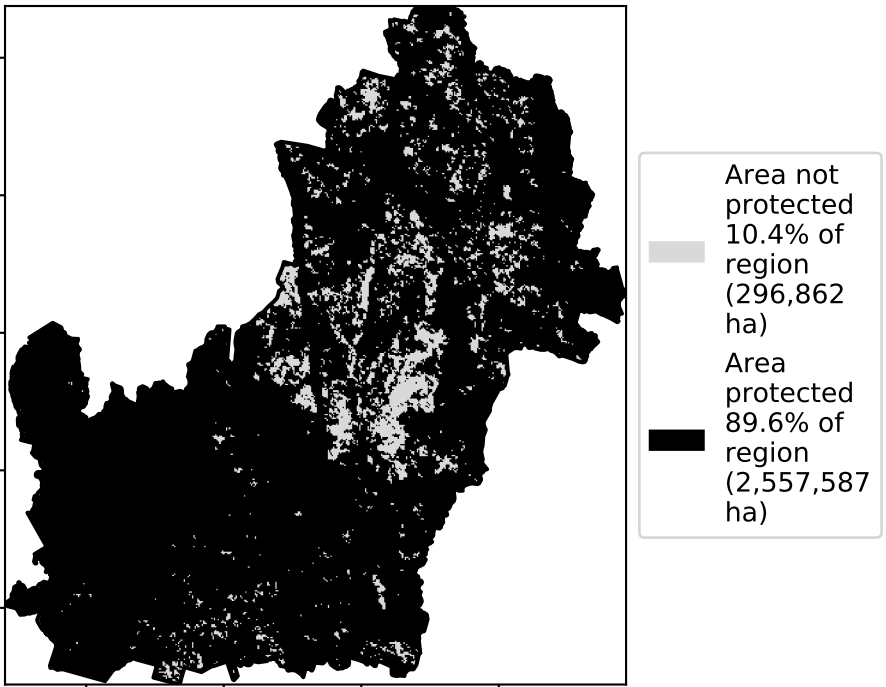 Area not
protected
10.4% of
region
(296,862
ha)
Area
protected
89.6% of
region
(2,557,587
ha)